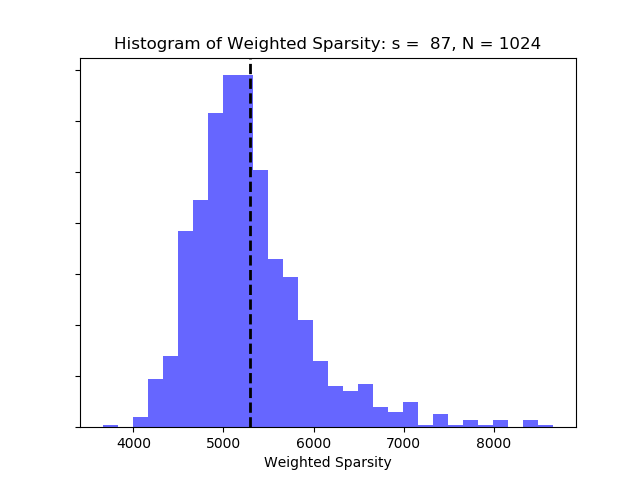 Histogram of Weighted Sparsity: s =  87, N = 1024
4000 5000 6000 7000 8000
Weighted Sparsity